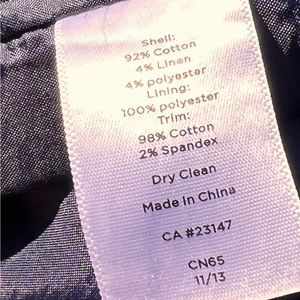 Shell:
92% Cotton
4% Linen
4% polyester
Lining:
100% polyester
Trim:
98% Cotton
2% Spandex
Dry Clean
Made in China
CA #23147
CN65
11/13